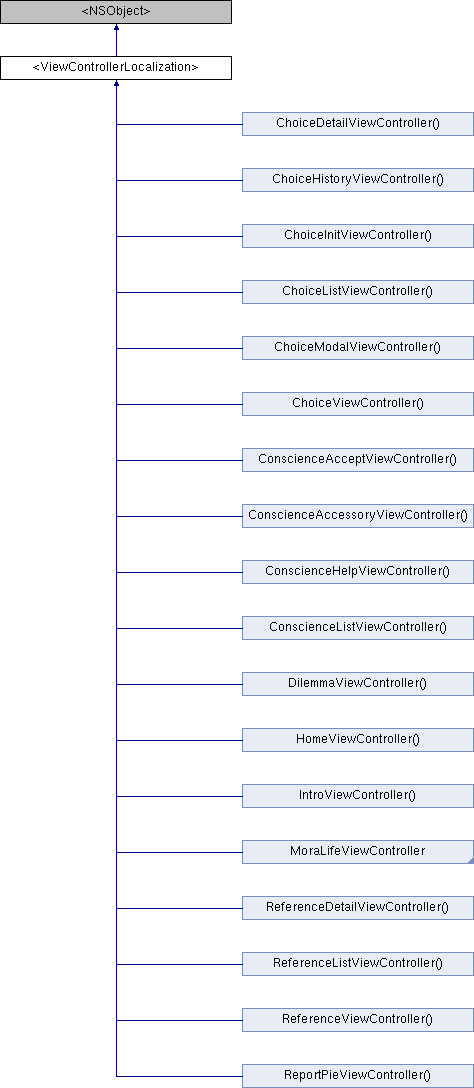 <NSObject>
<ViewControllerLocalization>
ChoiceDetailViewController()
ChoiceHistoryViewController()
ChoiceInitViewController()
ChoiceListViewController()
ChoiceModalViewController()
ChoiceViewController()
ConscienceAcceptViewController()
ConscienceAccessoryViewController()
ConscienceHelpViewController()
ConscienceListViewController()
DilemmaViewController()
HomeViewController()
IntroViewController()
MoraLifeViewController
ReferenceDetailViewController()
ReferenceListViewController()
ReferenceViewController()
ReportPieViewController()